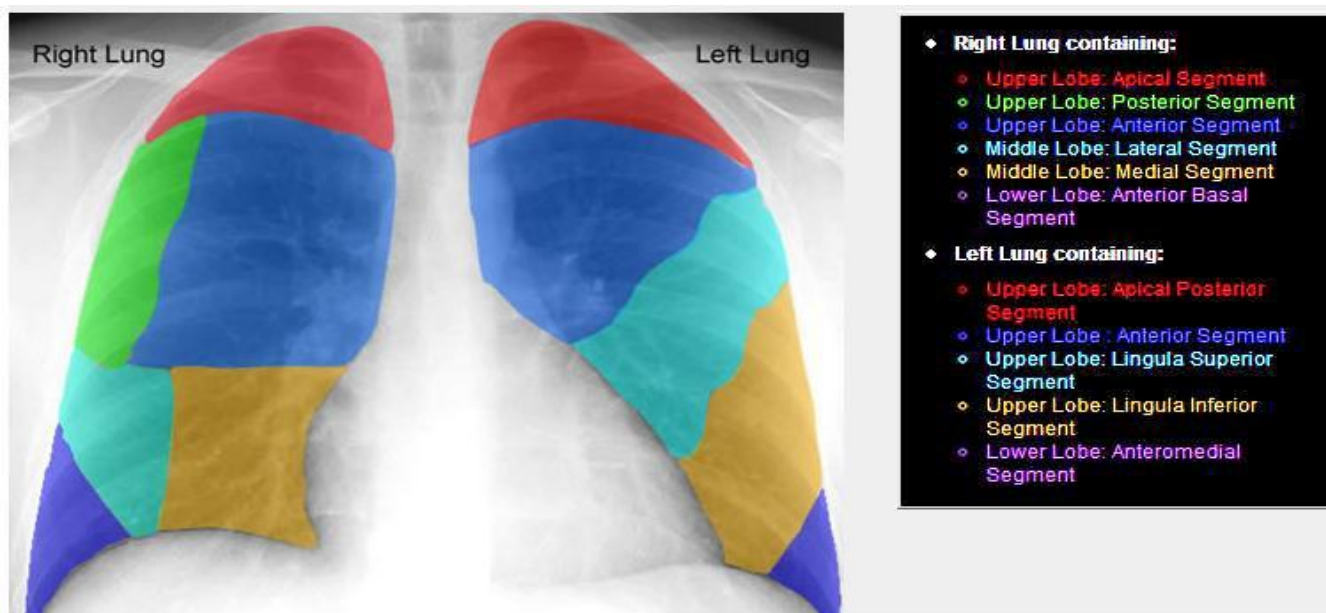 Right Lung
Left Lung
Right Lung containing:
Upper Lobe: Apical Segment
Upper Lobe: Posterior Segment
Upper Lobe: Anterior Segment
Middle Lobe: Lateral Segment
Middle Lobe: Medial Segment
Lower Lobe: Anterior Basal
Segment
Left Lung containing:
Upper Lobe: Apical Posterior
Segment
Upper Lobe : Anterior Segment
Upper Lobe: Lingula Superior
Segment
Upper Lobe: Lingula Inferior
Segment
Lower Lobe: Anteromedial
Segment